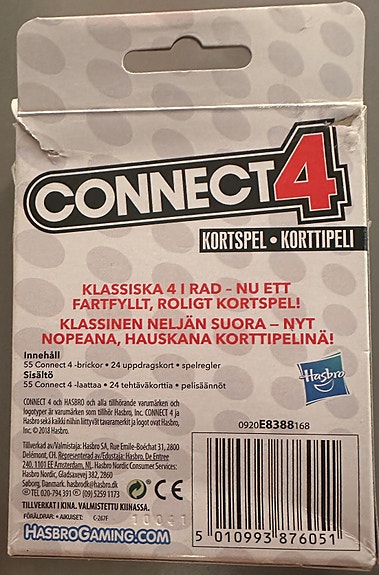 CONNECT 4
KORTSPEL • KORTTIPELI
KLASSISKA 4 I RAD – NU ETT
FARTFYLLT, ROLIGT KORTSPEL!
KLASSINEN NELJÄN SUORA – NYT
NOPEANA, HAUSKANA KORTTIPELINÄ!
Innehåll
55 Connect 4 -brickor • 24 uppdragskort • spelregler
Sisältö
55 Connect 4 -laattaa • 24 tehtäväkorttia • pelisäännöt
Hasbro
CONNECT 4 och HASBRO och alla tillhörande varumärken och
logotyper är varumärken som tillhör Hasbro, Inc. CONNECT 4 ja
Hasbro sekä kaikki niihin liittyvät tavaramerkit ja logot ovat Hasbro,
Inc. © 2018 Hasbro.
0920E8388168
Tillverkad av/Valmistaja: Hasbro SA, Rue Emile-Boéchat 31, 2800
Delémont, CH. Representerad av/Edustaja: Hasbro, De Entree
240, 1101 EE Amsterdam, NL. Hasbro Nordic Consumer Services:
Hasbro Nordic, Gladsaxevej 382, 2860
Søborg, Danmark. hasbrodk@hasbro.dk
TEL 020-794 391 (09) 5259 1173
TILLVERKAT I KINA. VALMISTETTU KIINASSA.
FÖRÄLDRAR: • AIKUISET: C-267F
CE
HASBROGAMING.COM
5 010993 876051